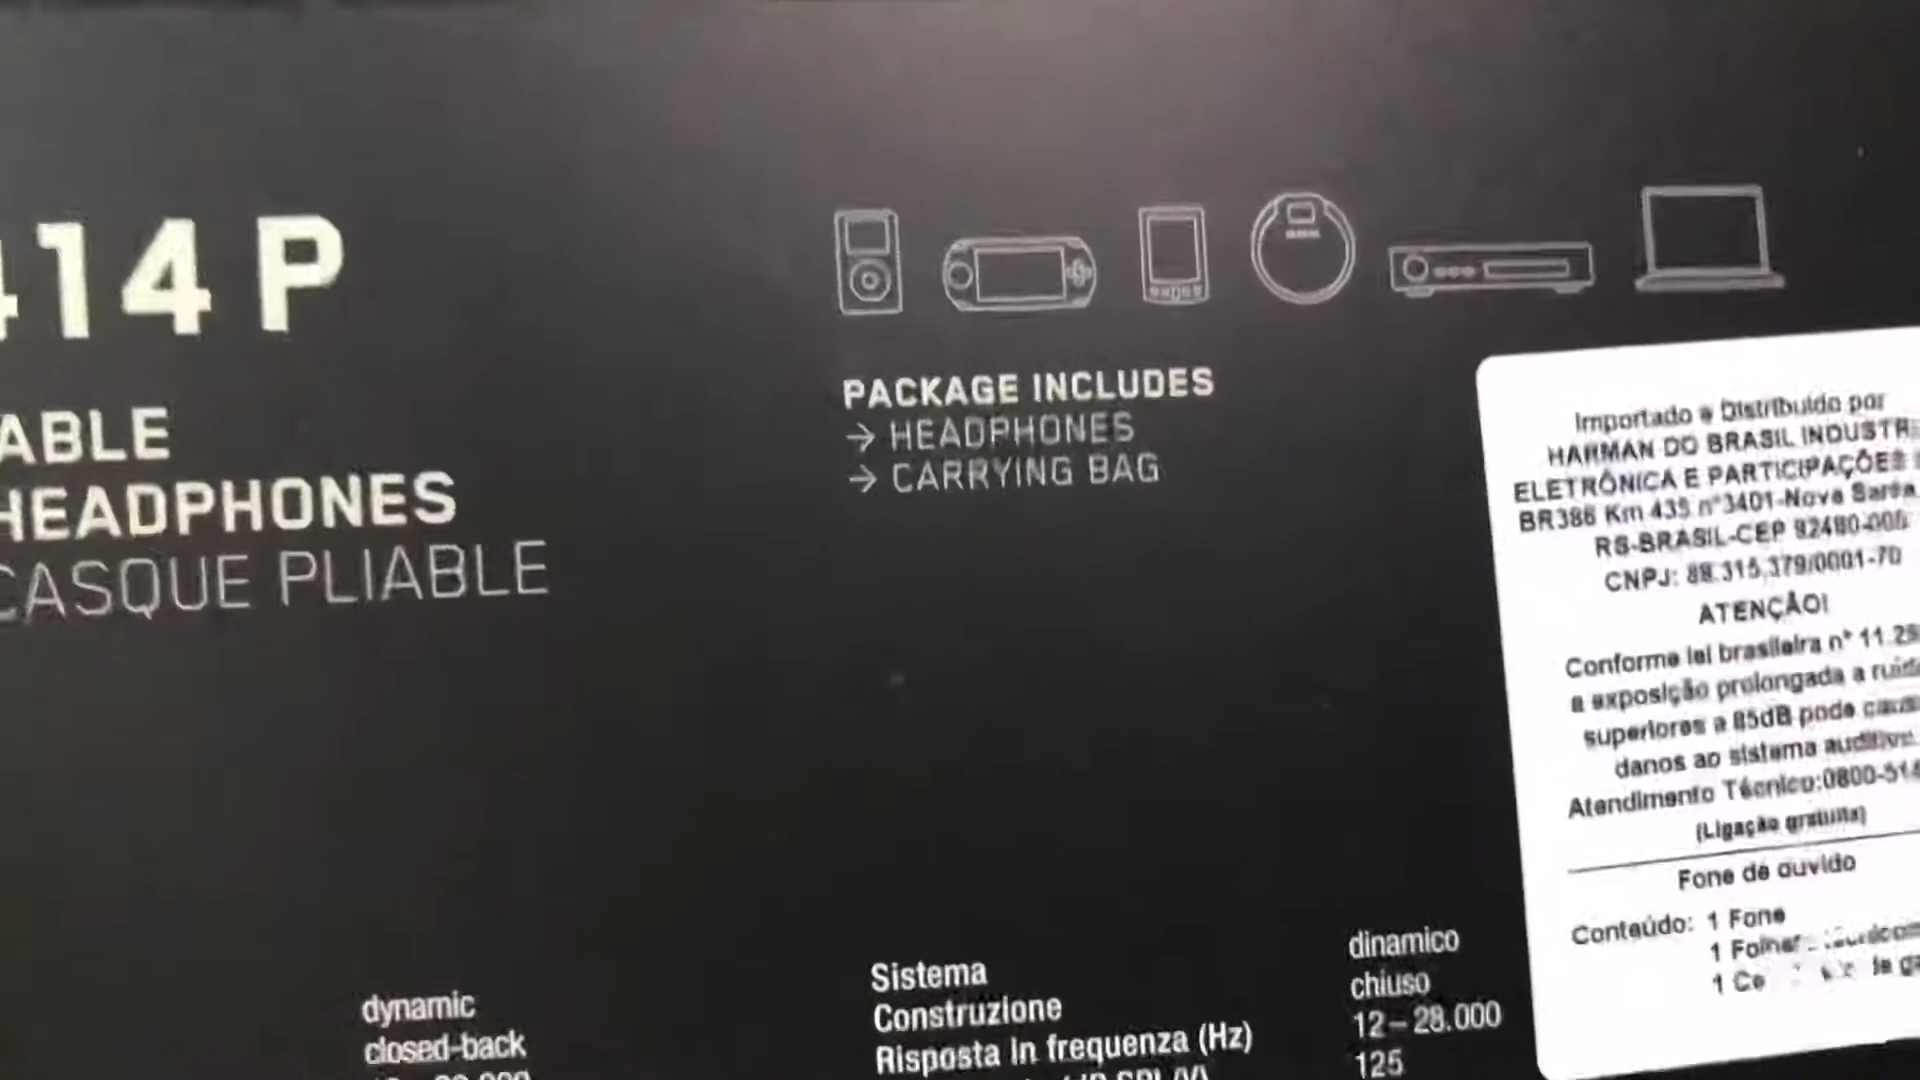 414 P
ABLE
HEADPHONES
CASQUE PLIABLE
PACKAGE INCLUDES
→ HEADPHONES
→ CARRYING BAG
Importado e Distribuído por
HARMAN DO BRASIL INDUSTR
ELETRÔNICA E PARTICIPAÇÕES
BR386 Km 435 nº3401-Nova Santa
RS-BRASIL-CEP 92480-000
CNPJ: 88.315.379/0001-70
ATENÇÃO!
Conforme lei brasileira nº 11.29
a exposição prolongada a ruíd
superiores a 85dB pode caus
danos ao sistema auditivo.
Atendimento Técnico:0800-51
(Ligação gratuita)
Fone de ouvido
Conteúdo: 1 Fone
1
1
dynamic
closed-back
Sistema dinamico
Construzione chiuso
Risposta in frequenza (Hz) 12–28.000
125